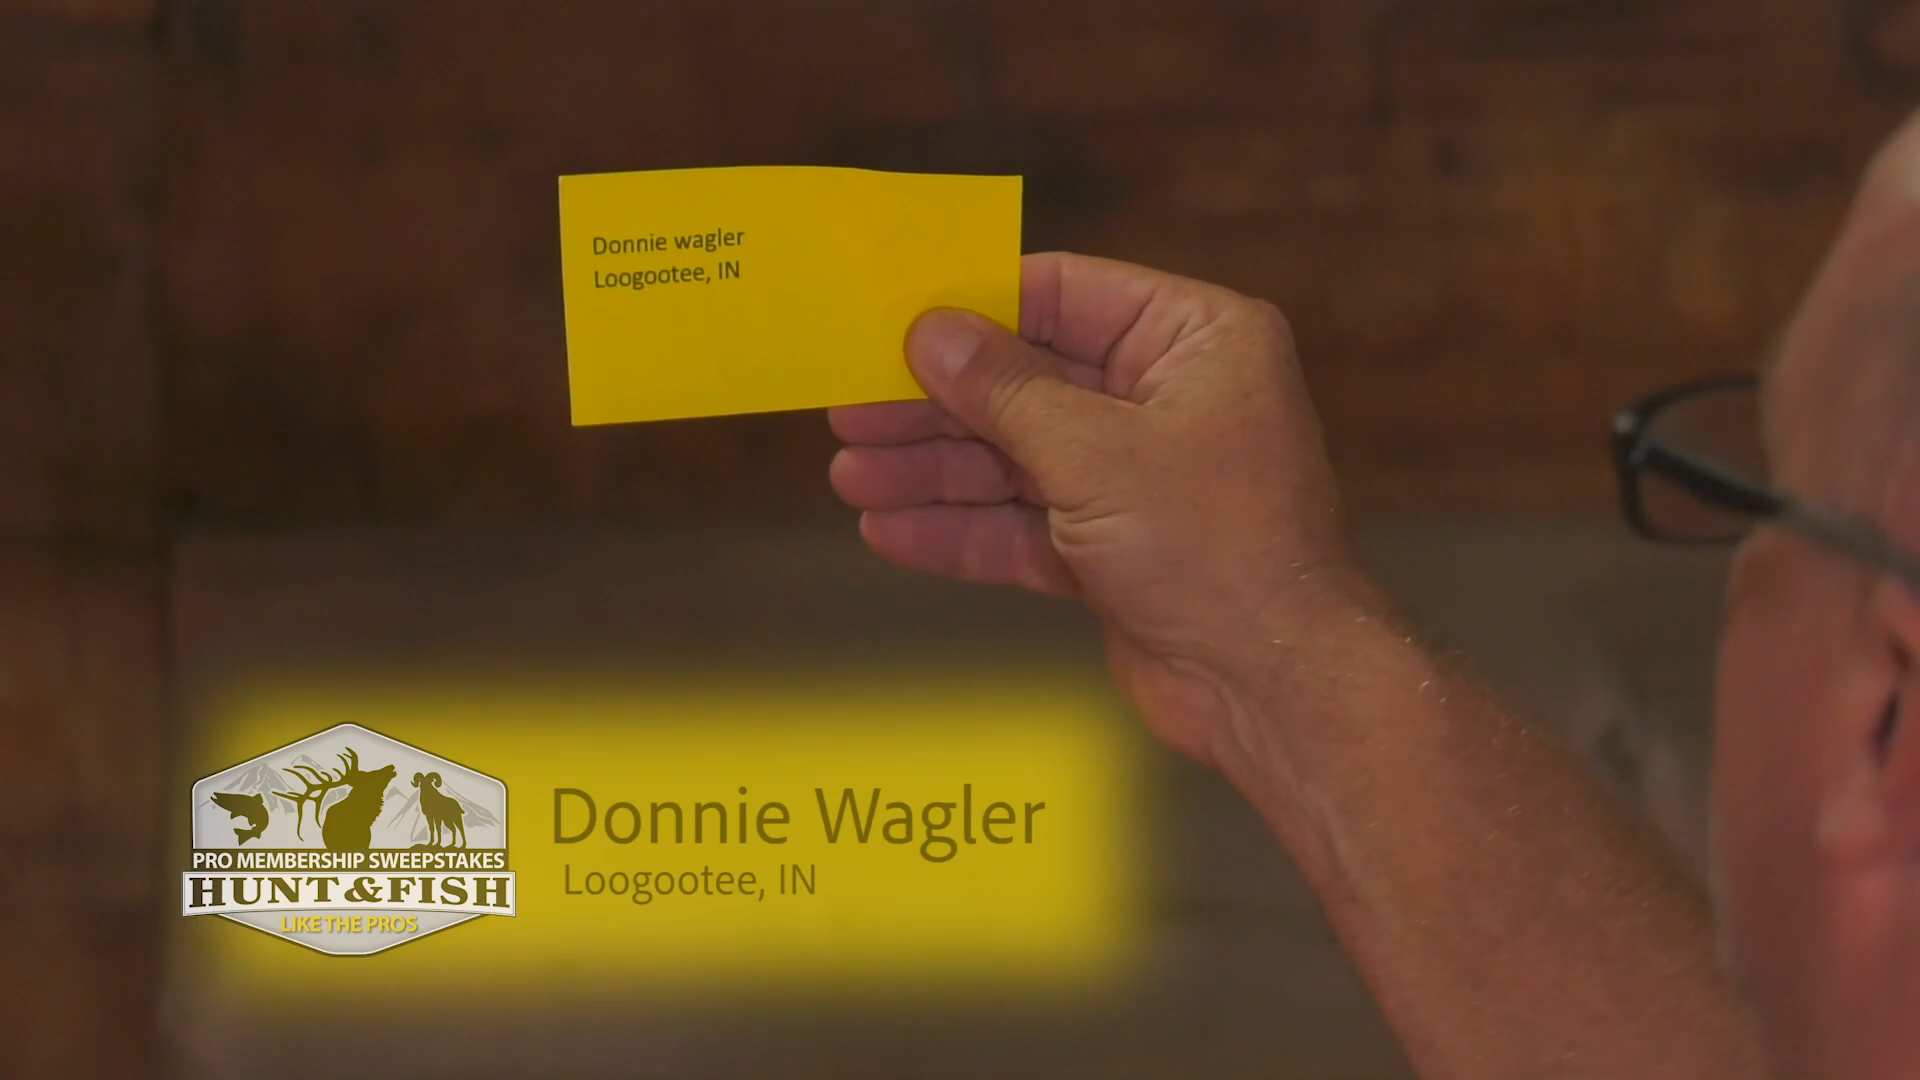 Donnie wagler
Loogootee, IN
PRO MEMBERSHIP SWEEPSTAKES
HUNT & FISH
LIKE THE PROS
Donnie Wagler
Loogootee, IN